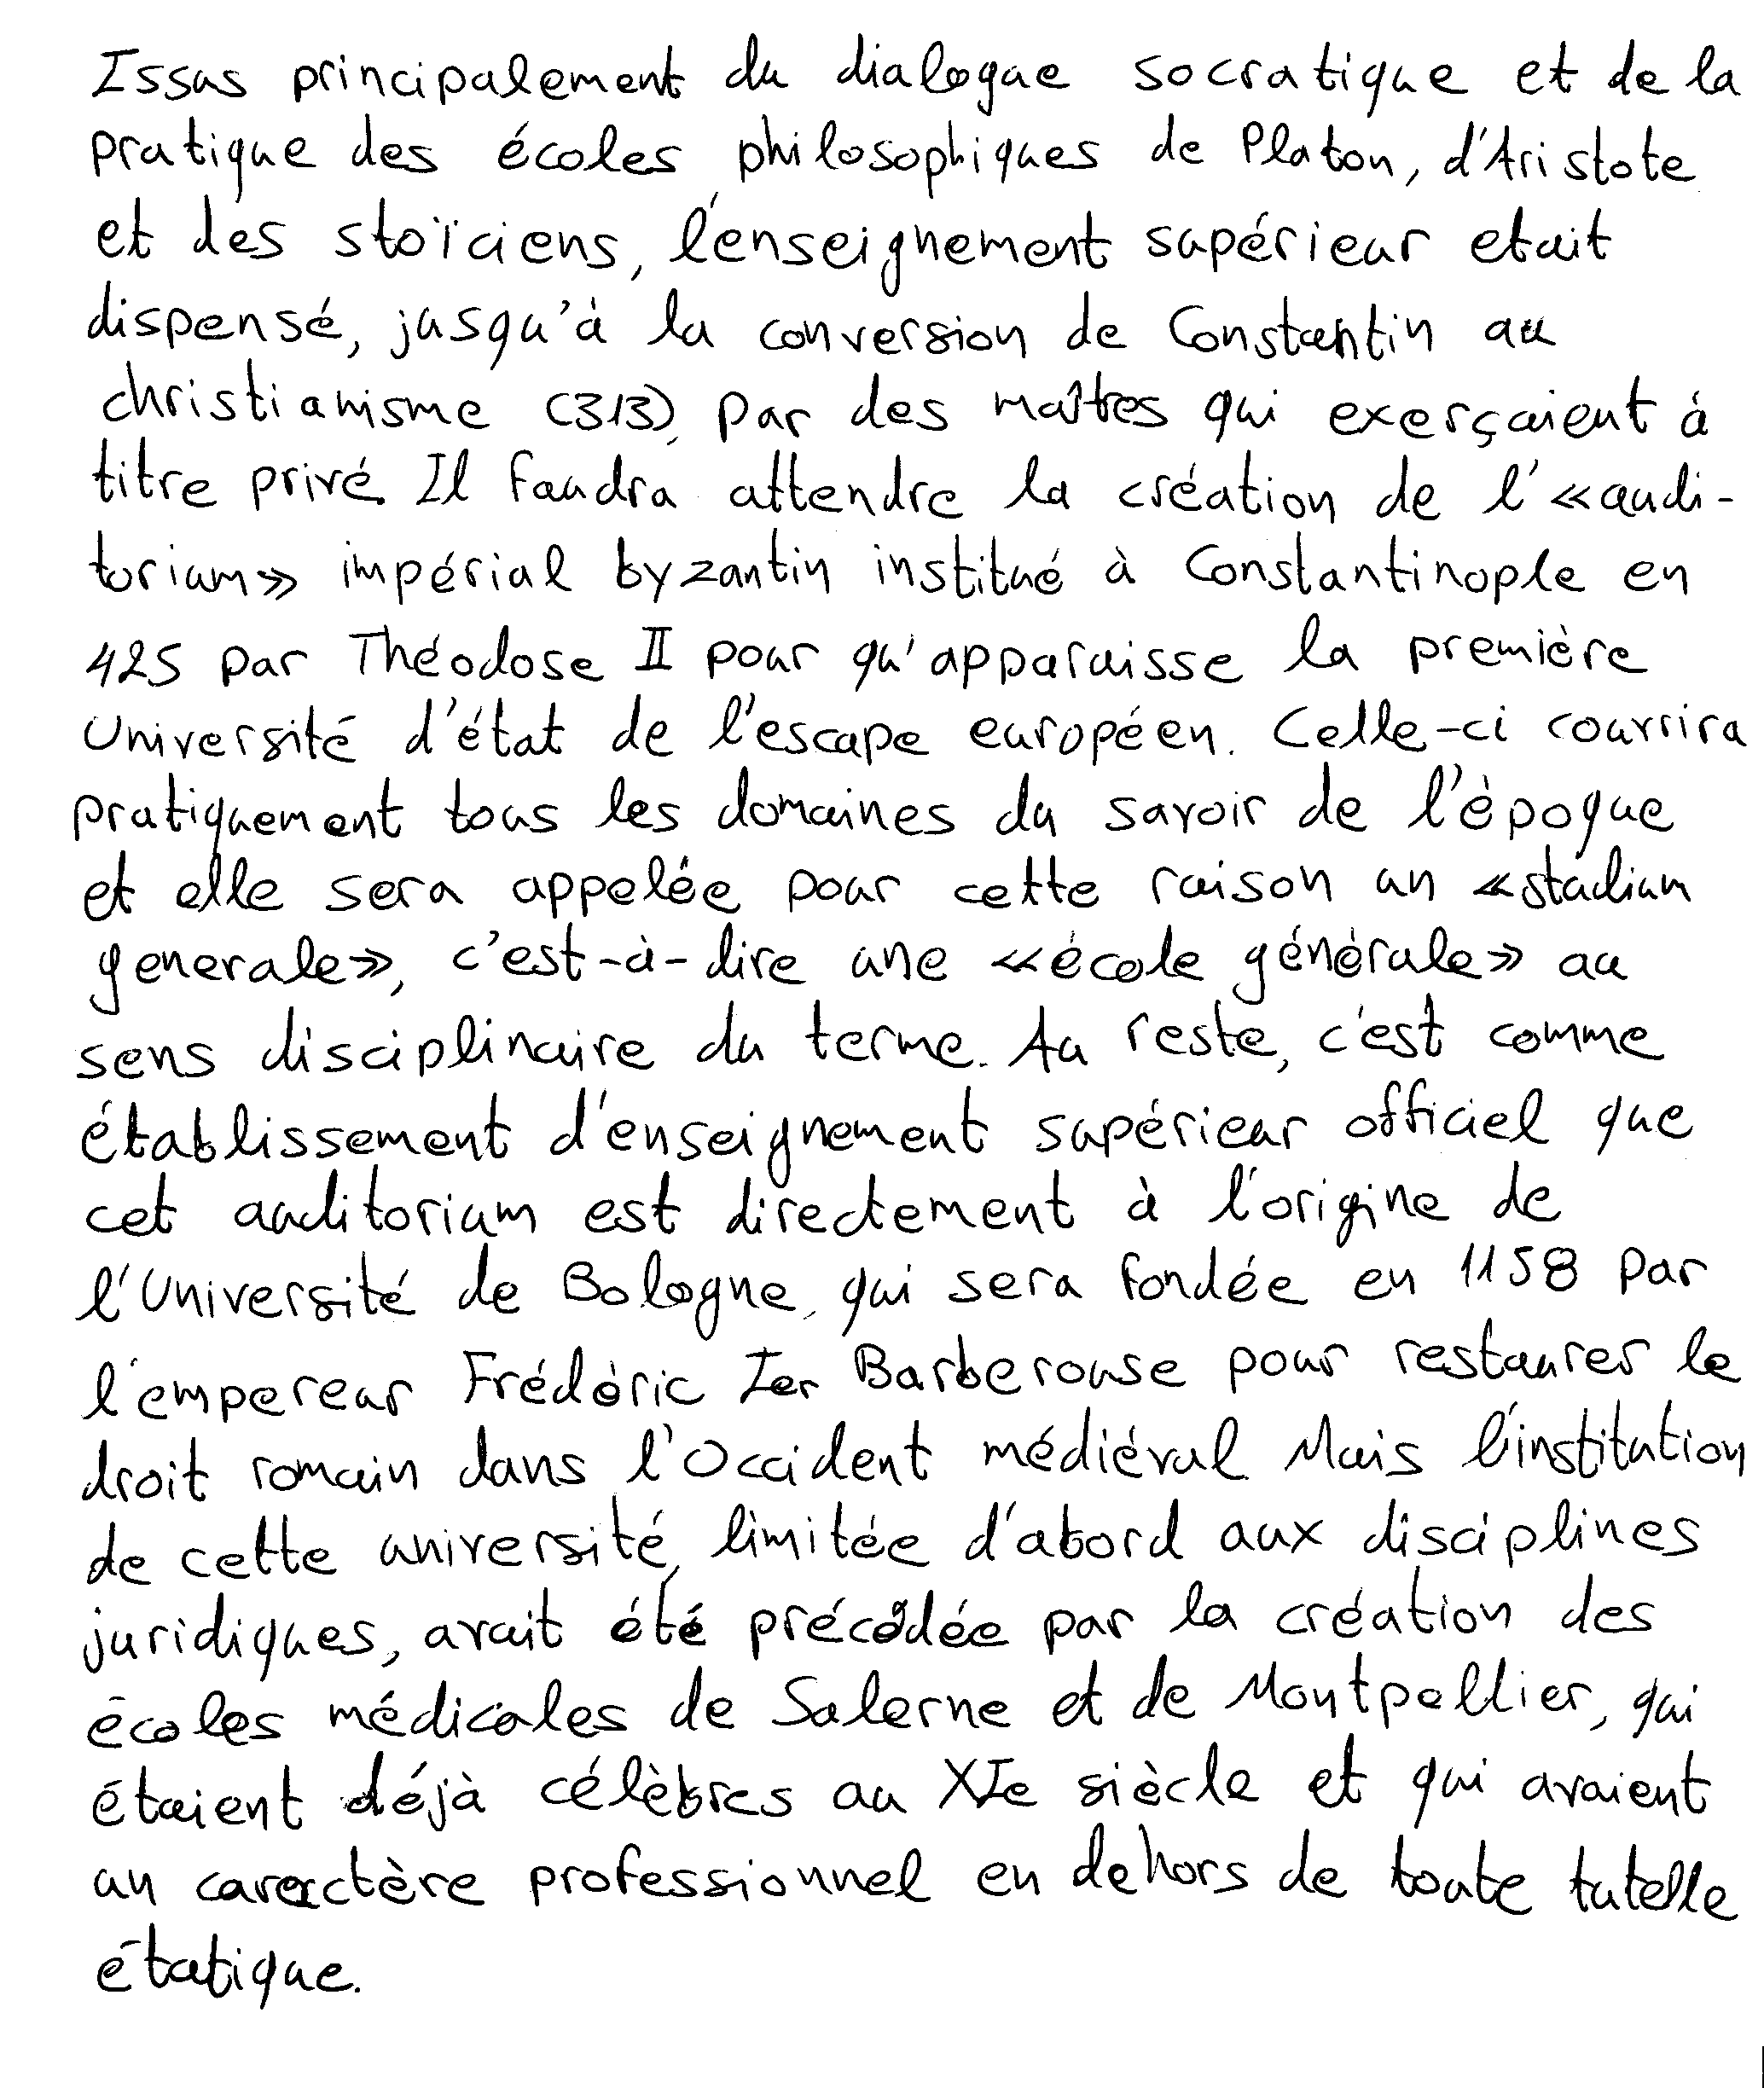 Issus principalement du dialogue socratique et de la
pratique des écoles philosophiques de Platon, d'Aristote
et des stoïciens, l'enseignement supérieur etait
dispensé, jusqu'à la conversion de Constantin au
christianisme (313), par des maîtres qui exerçaient à
titre privé. Il faudra attendre la création de l'«audi-
torium» impérial byzantin institué à Constantinople en
425 par Théodose II pour qu'apparaisse la première
Université d'état de l'escape européen. Celle-ci couvrira
pratiquement tous les domaines du savoir de l'époque
et elle sera appelée pour cette raison un «studium
generale», c'est-à-dire une «école générale» au
sens disciplinaire du terme. Au reste, c'est comme
établissement d'enseignement supérieur officiel que
cet auditorium est directement à l'origine de
l'Université de Bologne, qui sera fondée en 1158 par
l'empereur Frédéric Ier Barberouse pour restaurer le
droit romain dans l'Occident médiéval Mais l'institution
de cette université, limitée d'abord aux disciplines
juridiques, avait été précédée par la création des
écoles médicales de Salerne et de Montpellier, qui
étaient déjà célèbres au XIe siècle et qui avaient
un caractère professionnel en dehors de toute tutelle
étatique.